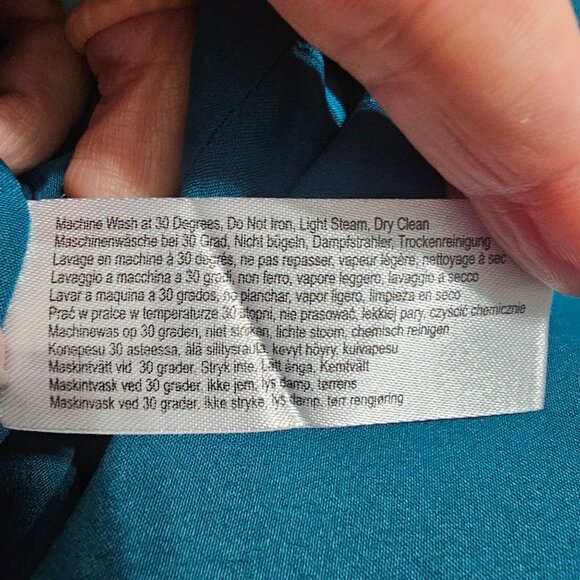 Machine Wash at 30 Degrees, Do Not Iron, Light Steam, Dry Clean
Maschinenwäsche bei 30 Grad, Nicht bügeln, Dampfstrahler, Trockenreinigung
Lavage en machine à 30 degrés, ne pas repasser, vapeur légère, nettoyage à sec
Lavaggio a macchina a 30 gradi, non ferro, vapore leggero, lavaggio a secco
Lavar a maquina a 30 grados, no planchar, vapor ligero, limpieza en seco
Prać w pralce w temperaturze 30 stopni, nie prasować, lekkiej pary, czyścić chemicznie
Machinewas op 30 graden, niet striken, lichte stoom, chemisch reinigen
Konepesu 30 asteessa, älä silitysrauta, kevyt höyry, kuivapesu
Maskintvätt vid 30 grader, Stryk inte, Lätt ånga, Kemtvätt
Maskintvask ved 30 grader, ikke jern, lys damp, tørrens
Maskinvask ved 30 grader, ikke stryke, lys damp, tørr rengjøring